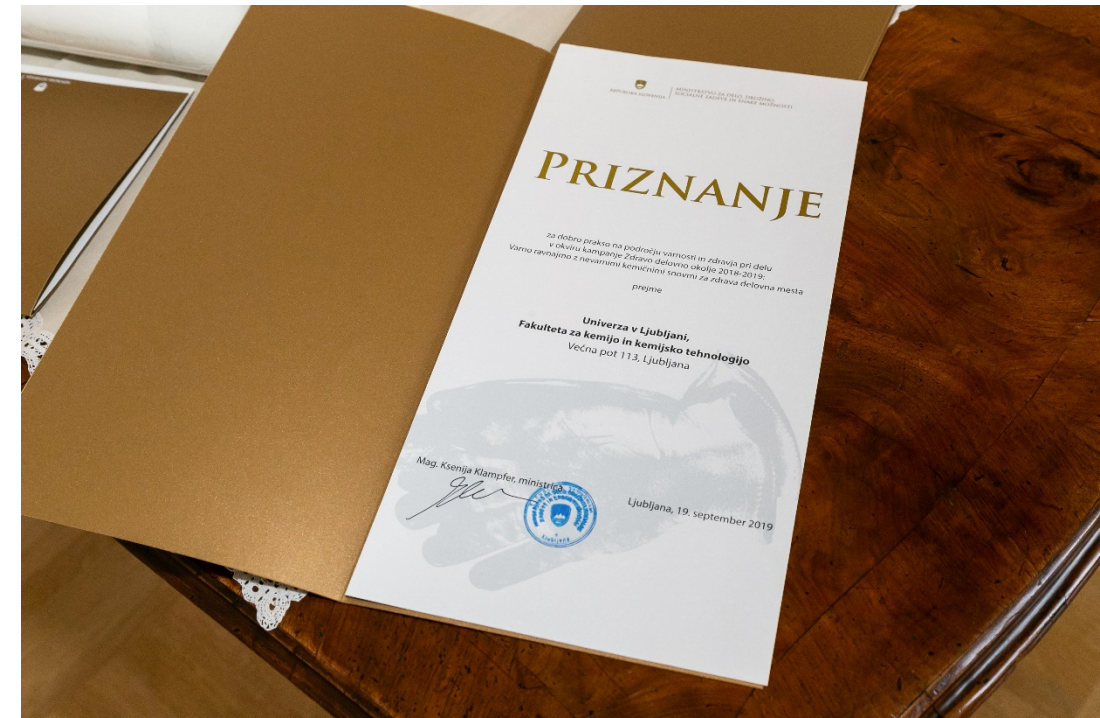 REPUBLIKA SLOVENIJA
MINISTRSTVO ZA DELO, DRUŽINO,
SOCIALNE ZADEVE IN ENAKE MOŽNOSTI
PRIZNANJE
za dobro prakso na področju varnosti in zdravja pri delu
v okviru kampanje Zdravo delovno okolje 2018-2019:
Varno ravnajmo z nevarnimi kemičnimi snovmi za zdrava delovna mesta
prejme
Univerza v Ljubljani,
Fakulteta za kemijo in kemijsko tehnologijo
Večna pot 113, Ljubljana
Mag. Ksenija Klampfer, ministrica
Ljubljana, 19. september 2019
Ljubljana